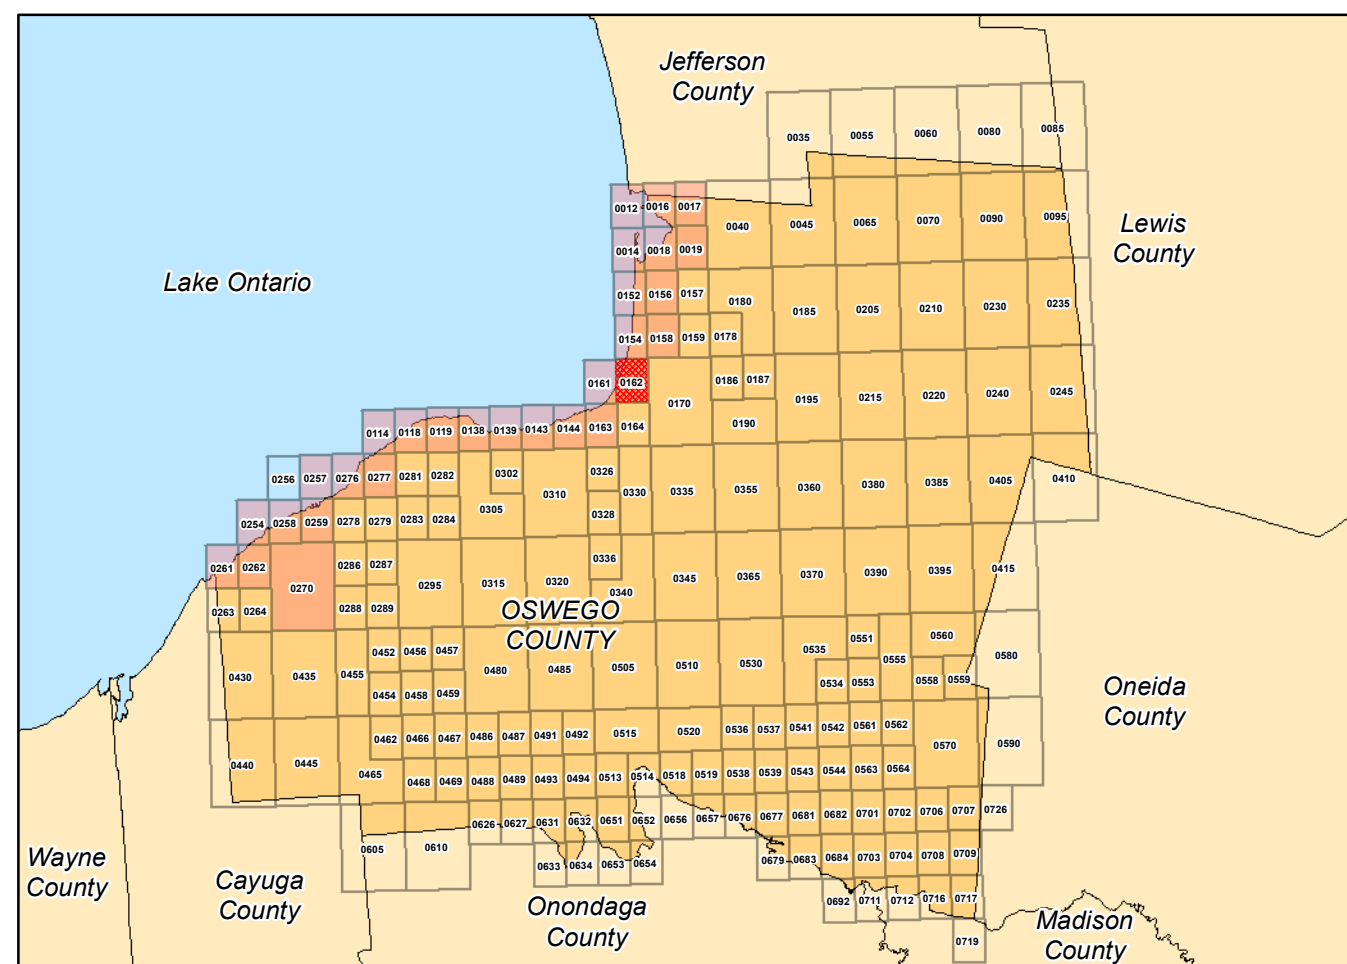 Jefferson
County
0035 0055 0060 0080 0085
0012 0016 0017 0040 0045 0065 0070 0090 0095
Lewis
County
0014 0018 0019
Lake Ontario
0152 0156 0157 0180 0185 0205 0210 0230 0235
0154 0158 0159 0178
0161 0162 0170 0186 0187 0195 0215 0220 0240 0245
0114 0118 0119 0138 0139 0143 0144 0163 0164 0190
0256 0257 0276 0277 0281 0282 0302 0310 0326 0330 0335 0355 0360 0380 0385 0405 0410
0254 0258 0259 0278 0279 0283 0284 0305 0328
0261 0262 0270 0286 0287 0295 0315 0320 0336 0340 0345 0365 0370 0390 0395 0415
0263 0264 0288 0289
OSWEGO
COUNTY
0430 0435 0455 0452 0456 0457 0480 0485 0505 0510 0530 0535 0551 0555 0560 0580
0454 0458 0459 0534 0553 0558 0559
Oneida
County
0440 0445 0465 0462 0466 0467 0486 0487 0491 0492 0515 0520 0536 0537 0541 0542 0561 0562 0570 0590
0468 0469 0488 0489 0493 0494 0513 0514 0518 0519 0538 0539 0543 0544 0563 0564
0605 0610 0626 0627 0631 0632 0651 0652 0656 0657 0676 0677 0681 0682 0701 0702 0706 0707 0726
0633 0634 0653 0654 0679 0683 0684 0703 0704 0708 0709
Wayne
County
Cayuga
County
Onondaga
County
0692 0711 0712 0716 0717
Madison
County
0719